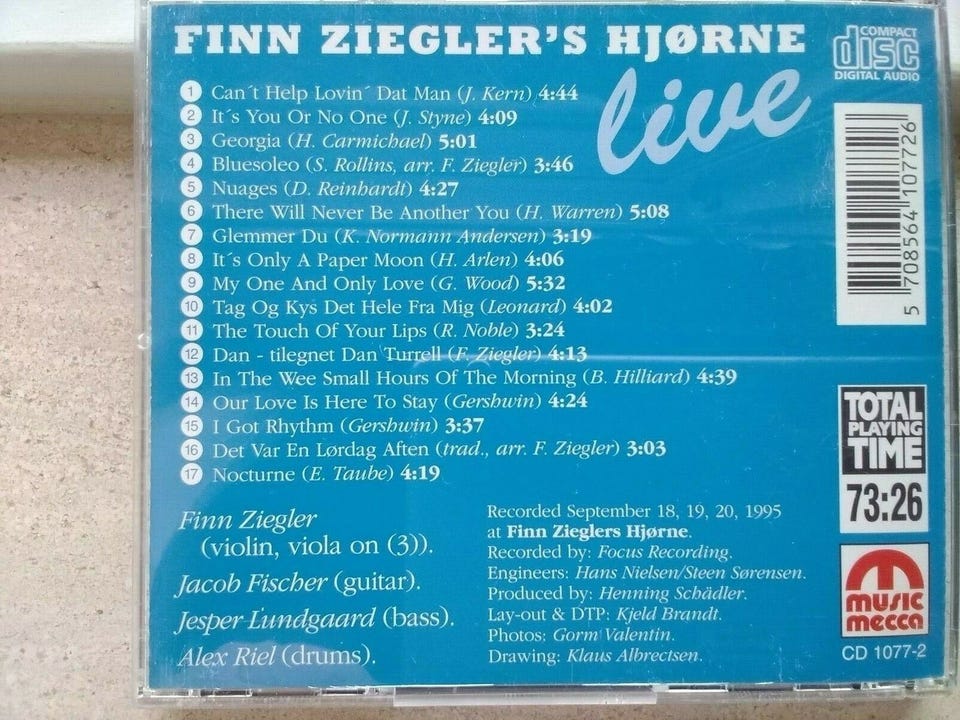 FINN ZIEGLER'S HJØRNE
live
COMPACT
disc
DIGITAL AUDIO
1 Can´t Help Lovin´ Dat Man (J. Kern) 4:44
2 It´s You Or No One (J. Styne) 4:09
3 Georgia (H. Carmichael) 5:01
4 Bluesoleo (S. Rollins, arr. F. Ziegler) 3:46
5 Nuages (D. Reinhardt) 4:27
6 There Will Never Be Another You (H. Warren) 5:08
7 Glemmer Du (K. Normann Andersen) 3:19
8 It´s Only A Paper Moon (H. Arlen) 4:06
9 My One And Only Love (G. Wood) 5:32
10 Tag Og Kys Det Hele Fra Mig (Leonard) 4:02
11 The Touch Of Your Lips (R. Noble) 3:24
12 Dan - tilegnet Dan Turrell (F. Ziegler) 4:13
13 In The Wee Small Hours Of The Morning (B. Hilliard) 4:39
14 Our Love Is Here To Stay (Gershwin) 4:24
15 I Got Rhythm (Gershwin) 3:37
16 Det Var En Lørdag Aften (trad., arr. F. Ziegler) 3:03
17 Nocturne (E. Taube) 4:19
5 708564 107726
TOTAL
PLAYING
TIME
73:26
Finn Ziegler
(violin, viola on (3)).
Jacob Fischer (guitar).
Jesper Lundgaard (bass).
Alex Riel (drums).
Recorded September 18, 19, 20, 1995
at Finn Zieglers Hjørne.
Recorded by: Focus Recording.
Engineers: Hans Nielsen/Steen Sørensen.
Produced by: Henning Schädler.
Lay-out & DTP: Kjeld Brandt.
Photos: Gorm Valentin.
Drawing: Klaus Albrectsen.
music
mecca
CD 1077-2